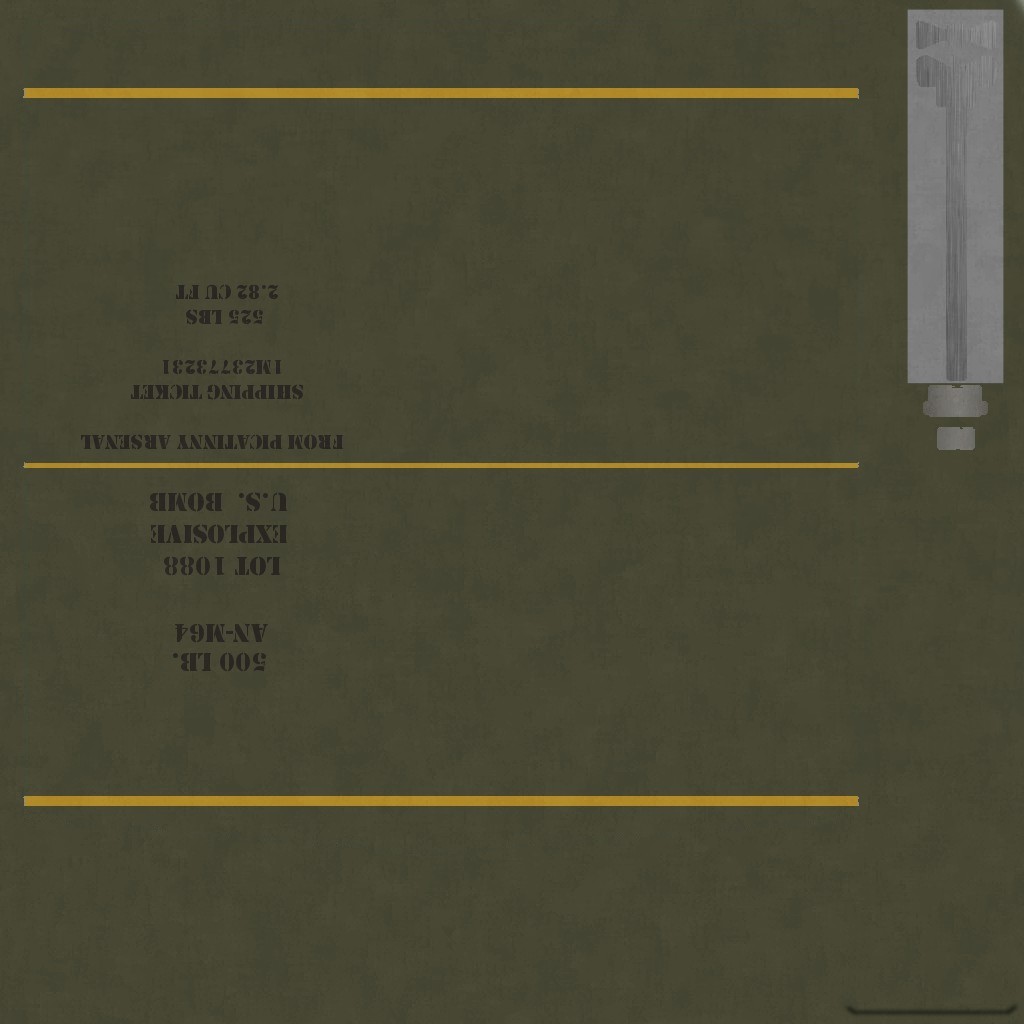 500 LB.
AN-M64
LOT 1088
EXPLOSIVE
U.S. BOMB
FROM PICATINNY ARSENAL
SHIPPING TICKET
1M23773231
525 LBS
2.82 CU FT